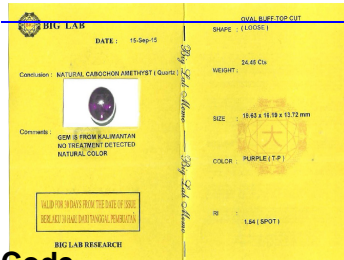 BIG LAB
DATE : 15-Sep-15
Conclusion : NATURAL CABOCHON AMETHYST ( Quartz )
Comments :
GEM IS FROM KALIMANTAN
NO TREATMENT DETECTED
NATURAL COLOR
VALID FOR 30 DAYS FROM THE DATE OF ISSUE
BERLAKU 30 HARI DARI TANGGAL PEMBUATAN
BIG LAB RESEARCH
Big Lab Memo
Big Lab Memo
OVAL BUFF-TOP CUT
SHAPE : ( LOOSE )
WEIGHT : 24.45 Cts
SIZE : 19.63 x 16.19 x 13.72 mm
大
COLOR : PURPLE ( T-P )
RI : 1.54 ( SPOT )